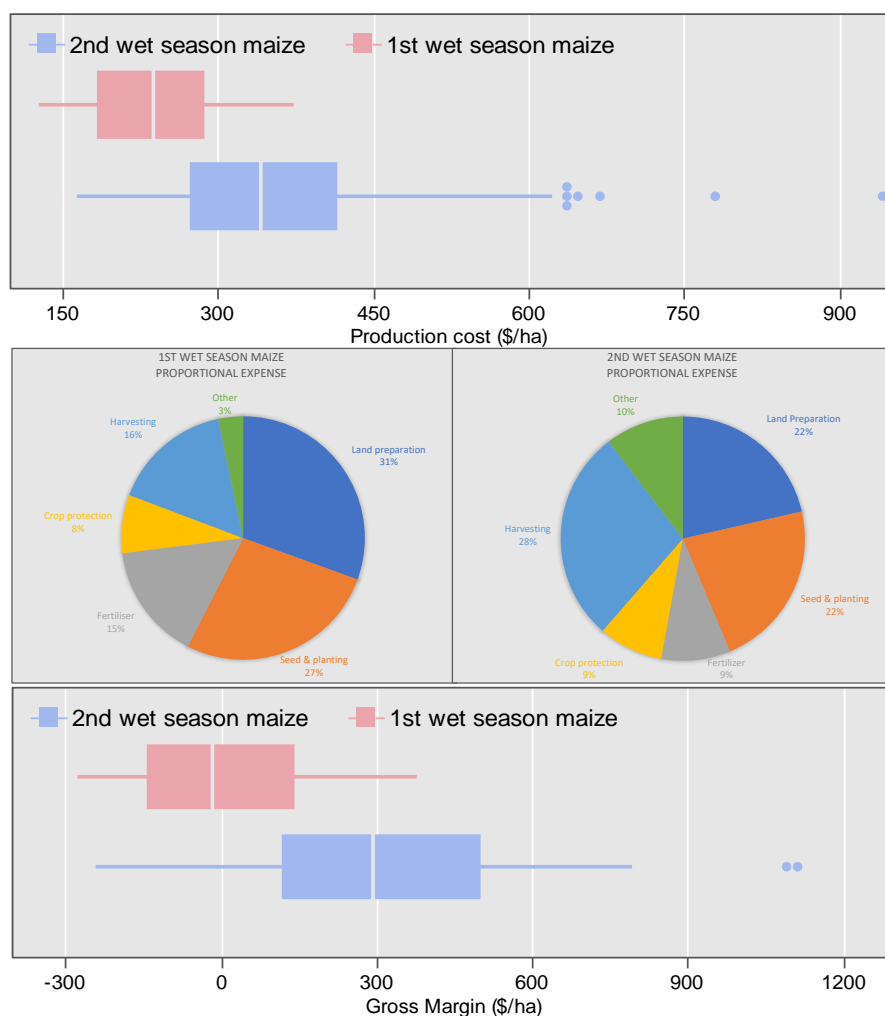 2nd wet season maize 1st wet season maize
150 300 450 600 750 900
Production cost ($/ha)
1ST WET SEASON MAIZE
PROPORTIONAL EXPENSE
Other
3%
Harvesting
16%
Land preparation
31%
Crop protection
8%
Fertiliser
15%
Seed & planting
27%
2ND WET SEASON MAIZE
PROPORTIONAL EXPENSE
Other
10%
Land Preparation
22%
Harvesting
28%
Seed & planting
22%
Crop protection
9%
Fertilizer
9%
2nd wet season maize 1st wet season maize
-300 0 300 600 900 1200
Gross Margin ($/ha)